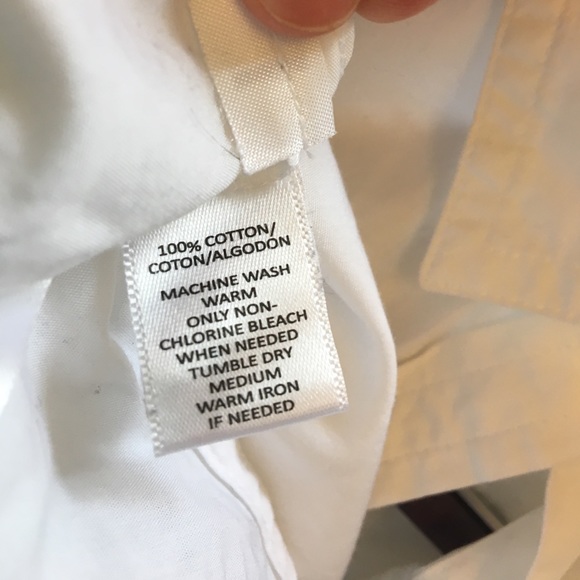 100% COTTON/
COTON/ALGODON
MACHINE WASH
WARM
ONLY NON-
CHLORINE BLEACH
WHEN NEEDED
TUMBLE DRY
MEDIUM
WARM IRON
IF NEEDED